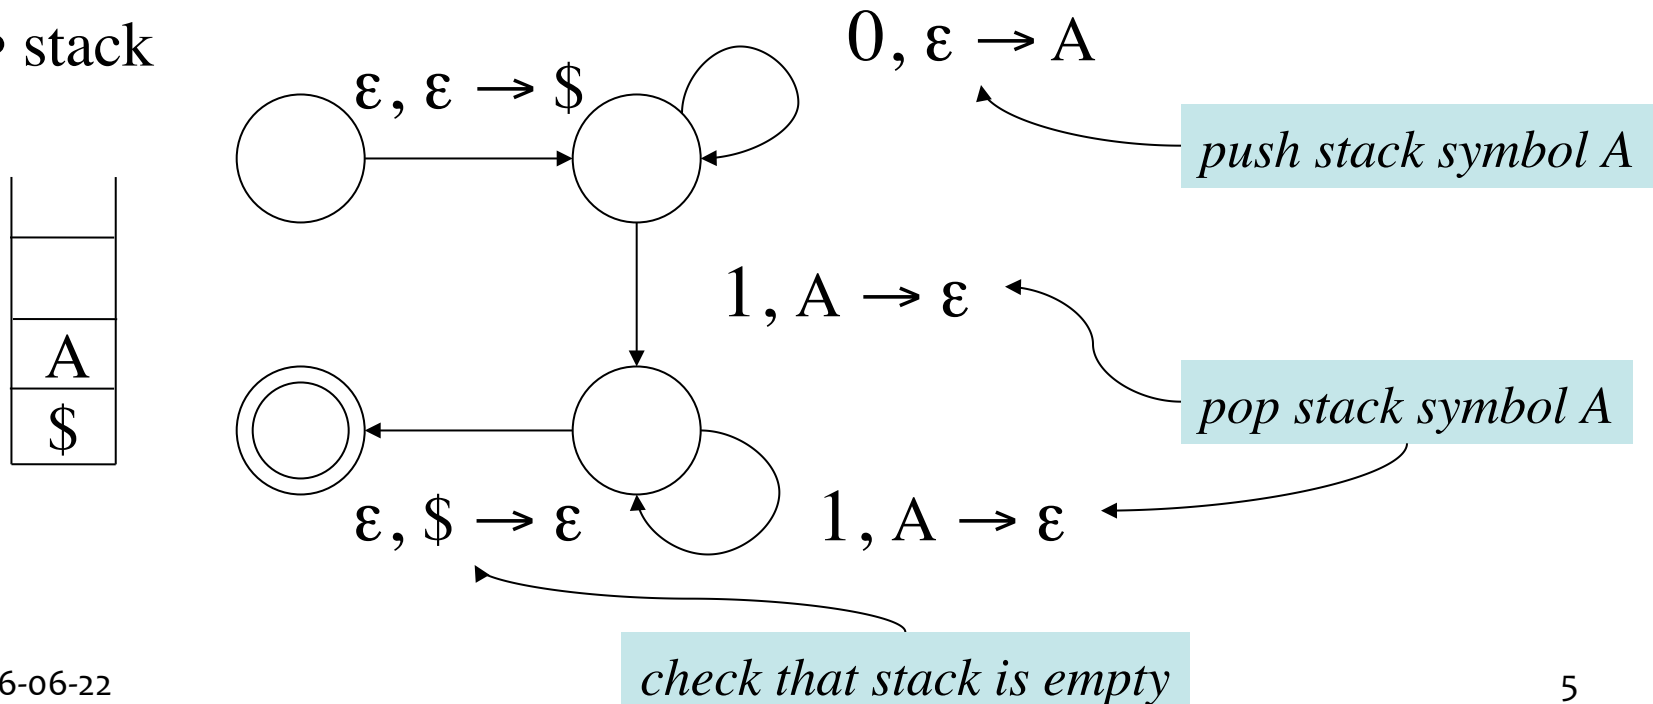 • stack
0, ε → A
ε, ε → $
push stack symbol A
1, A → ε
A
$
pop stack symbol A
ε, $ → ε
1, A → ε
check that stack is empty
6-06-22
5